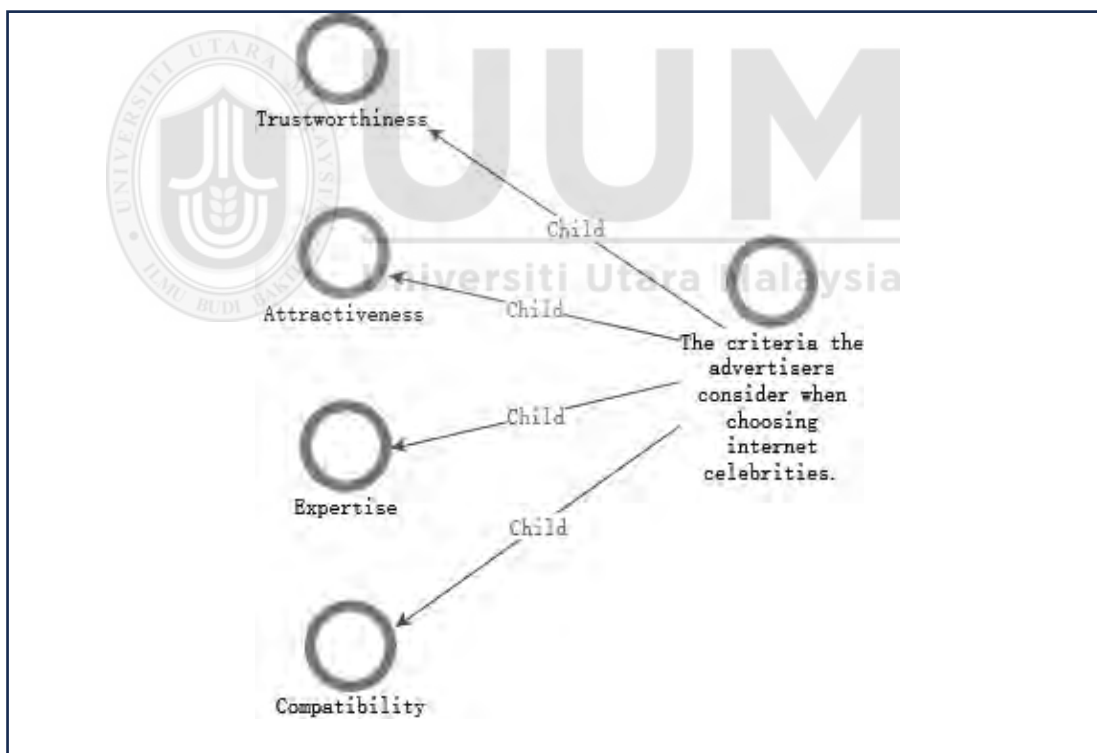 UUM
Universiti Utara Malaysia
UNIVERSITI UTARA MALAYSIA
ILMU BUDI BAKTI
Trustworthiness
Child
Attractiveness
Child
The criteria the
advertisers
consider when
choosing
internet
celebrities.
Child
Expertise
Child
Compatibility